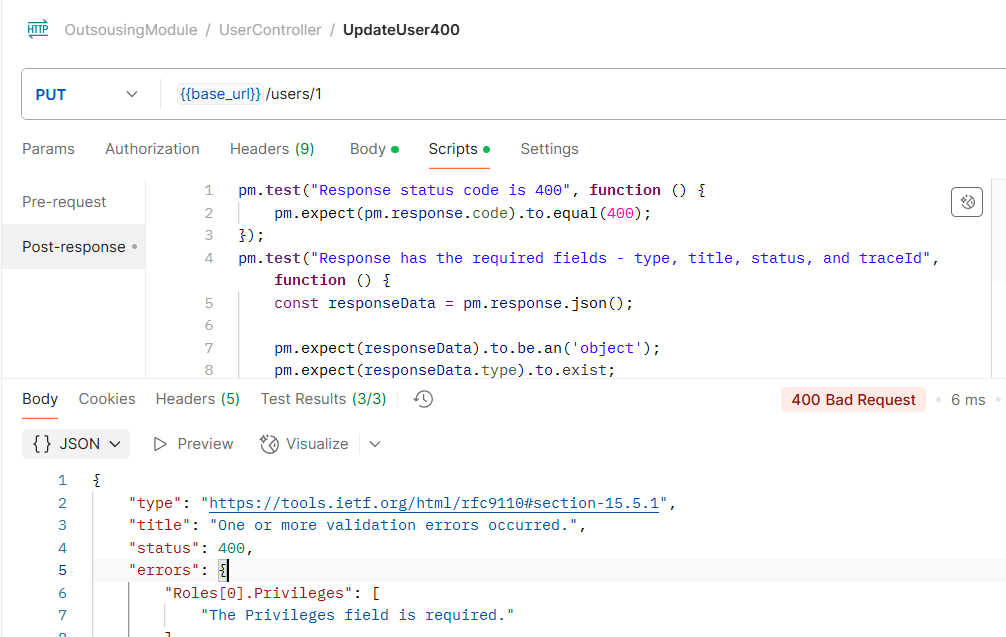 HTTP OutsousingModule / UserController / UpdateUser400
PUT {{base_url}} /users/1
Params Authorization Headers (9) Body Scripts Settings
Pre-request
Post-response
1 pm.test("Response status code is 400", function () {
2 pm.expect(pm.response.code).to.equal(400);
3 });
4 pm.test("Response has the required fields - type, title, status, and traceId",
function () {
5 const responseData = pm.response.json();
6
7 pm.expect(responseData).to.be.an('object');
8 pm.expect(responseData.type).to.exist;
Body Cookies Headers (5) Test Results (3/3) 400 Bad Request • 6 ms •
{} JSON Preview Visualize
1 {
2 "type": "https://tools.ietf.org/html/rfc9110#section-15.5.1",
3 "title": "One or more validation errors occurred.",
4 "status": 400,
5 "errors": {
6 "Roles[0].Privileges": [
7 "The Privileges field is required."
8 ]